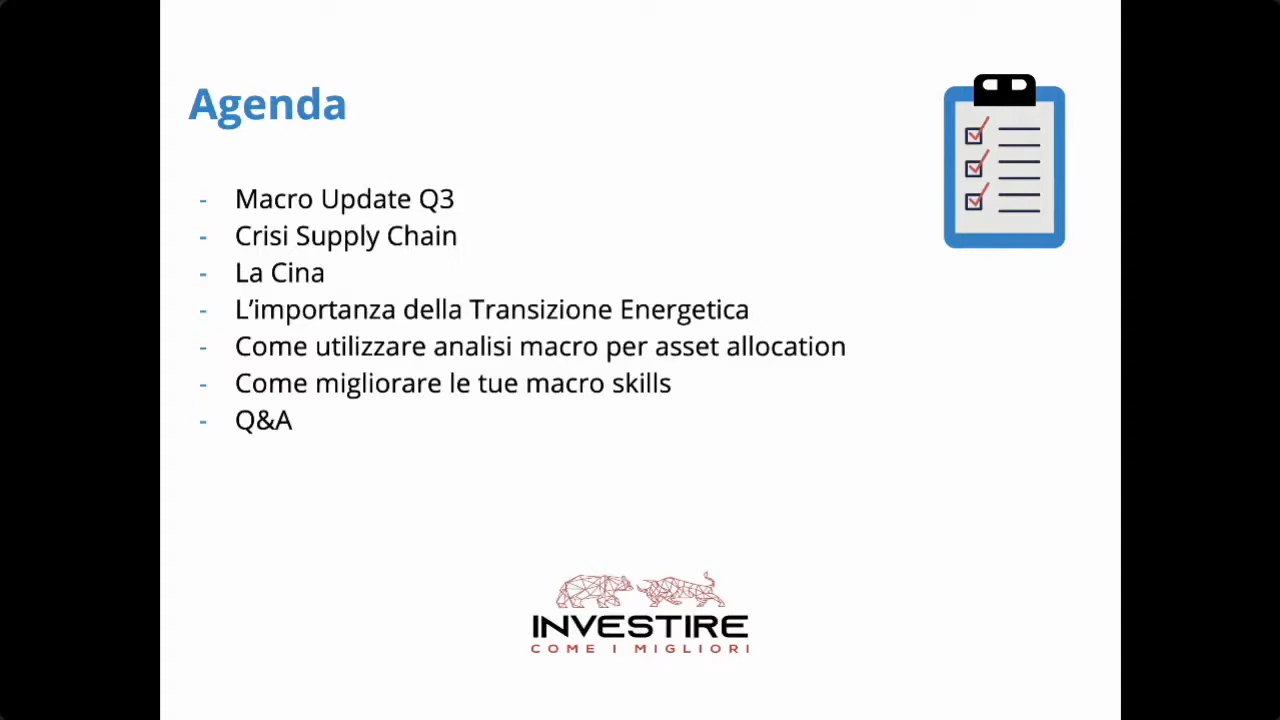 Agenda
- Macro Update Q3
- Crisi Supply Chain
- La Cina
- L’importanza della Transizione Energetica
- Come utilizzare analisi macro per asset allocation
- Come migliorare le tue macro skills
- Q&A
INVESTIRE
COME I MIGLIORI